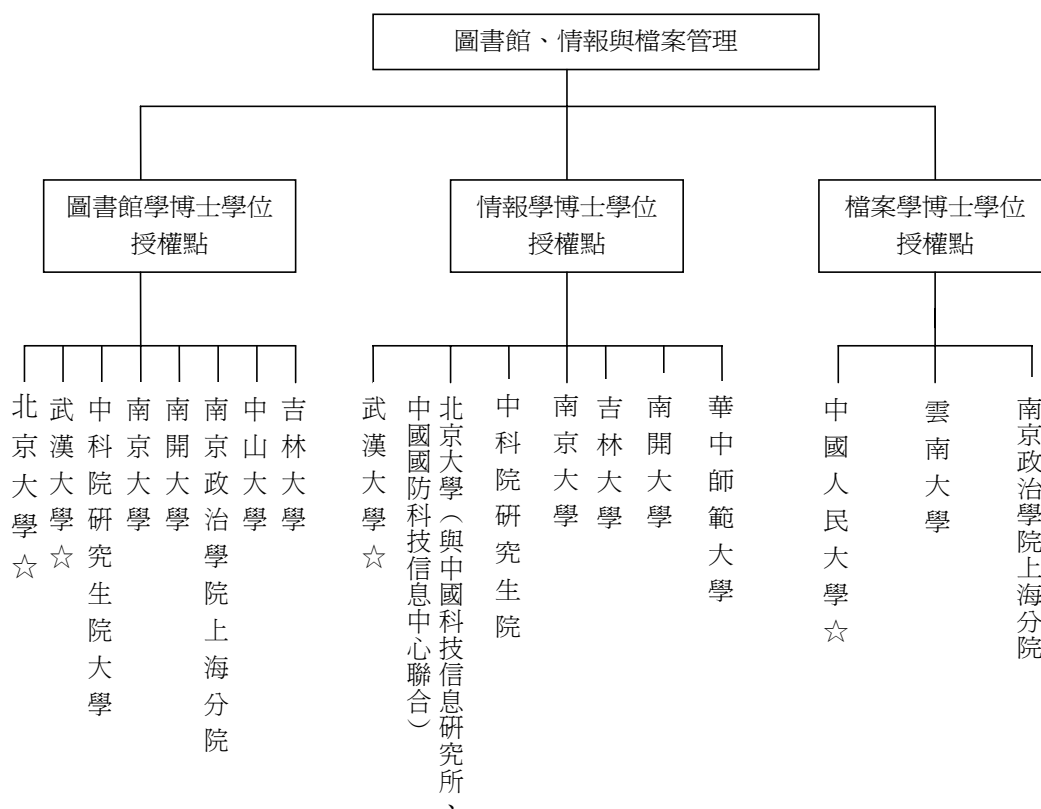 圖書館、情報與檔案管理
圖書館學博士學位
授權點
情報學博士學位
授權點
檔案學博士學位
授權點
北京大學☆
武漢大學☆
中科院研究生院大學
南京大學
南開大學
南京政治學院上海分院
中山大學
吉林大學
武漢大學☆
北京大學（與中國科技信息研究所、
中國國防科技信息中心聯合）
中科院研究生院
南京大學
吉林大學
南開大學
華中師範大學
中國人民大學☆
雲南大學
南京政治學院上海分院